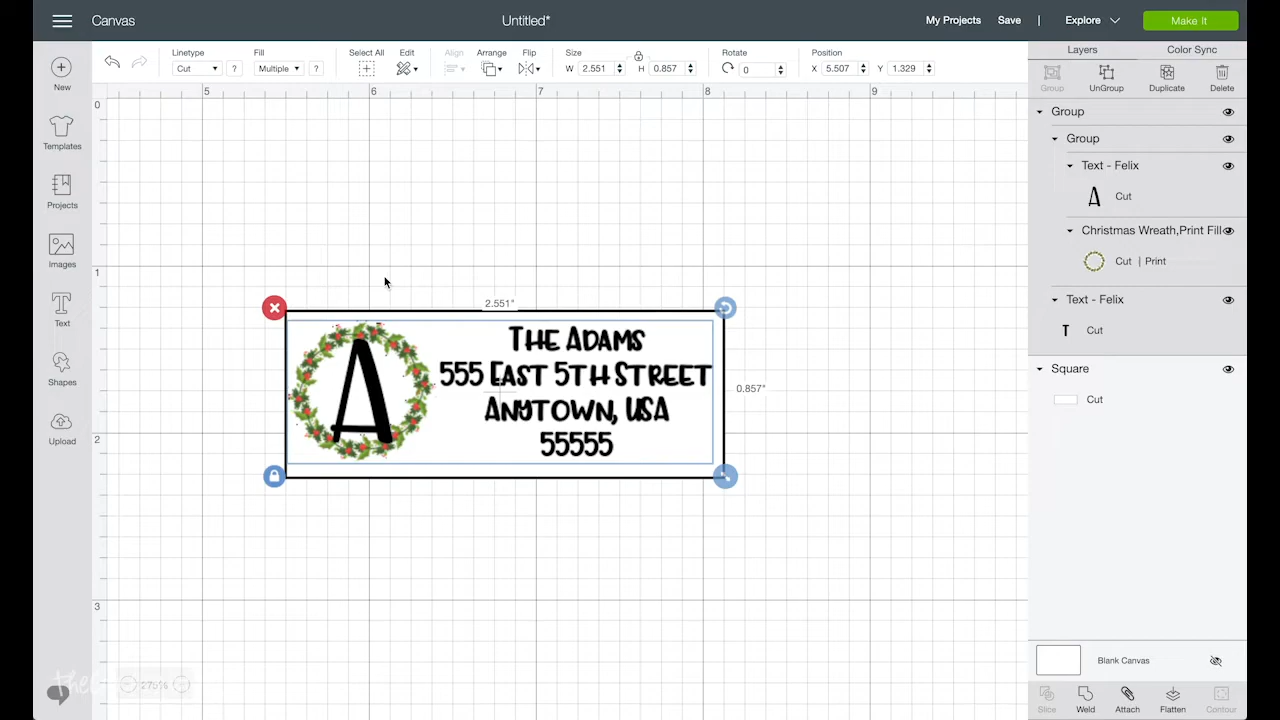 Canvas
Untitled*
My Projects
Save
|
Explore
Make It
Linetype
Cut
?
Fill
Multiple
?
Select All
Edit
Align
Arrange
Flip
Size
W 2.551
H 0.857
Rotate
0
Position
X 5.507
Y 1.329
Layers
Color Sync
Group
UnGroup
Duplicate
Delete
New
Templates
Projects
Images
Text
Shapes
Upload
0
5
6
7
8
9
1
2
3
2.551"
0.857"
A
The Adams
555 East 5th Street
Anytown, USA
55555
Group
Group
Text - Felix
A Cut
Christmas Wreath,Print Fill
Cut | Print
Text - Felix
T Cut
Square
Cut
Blank Canvas
Slice
Weld
Attach
Flatten
Contour
275%